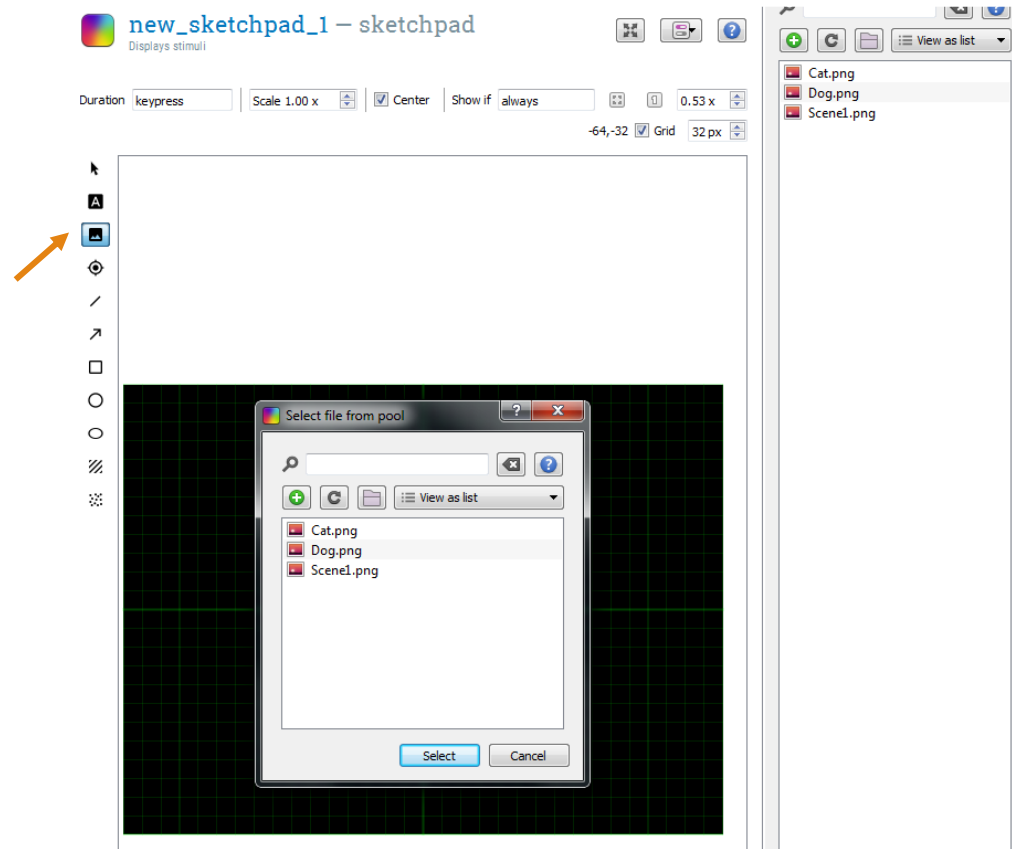 new_sketchpad_1 — sketchpad
Displays stimuli
Duration keypress Scale 1.00 x Center Show if always 0.53 x
-64,-32 Grid 32 px
A
View as list
Cat.png
Dog.png
Scene1.png
Select file from pool
View as list
Cat.png
Dog.png
Scene1.png
Select Cancel